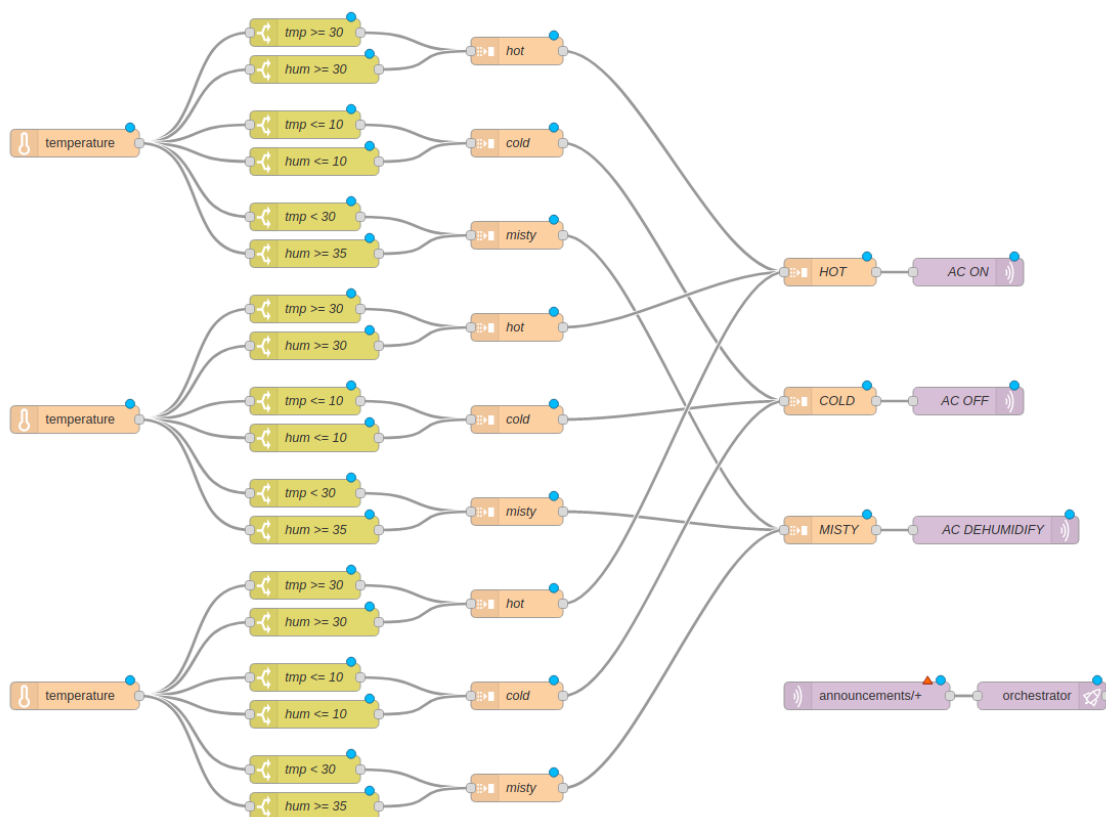 tmp >= 30
hum >= 30
hot
temperature
tmp <= 10
hum <= 10
cold
tmp < 30
hum >= 35
misty
tmp >= 30
hum >= 30
hot
temperature
tmp <= 10
hum <= 10
cold
tmp < 30
hum >= 35
misty
tmp >= 30
hum >= 30
hot
temperature
tmp <= 10
hum <= 10
cold
tmp < 30
hum >= 35
misty
HOT
AC ON
COLD
AC OFF
MISTY
AC DEHUMIDIFY
announcements/+
orchestrator